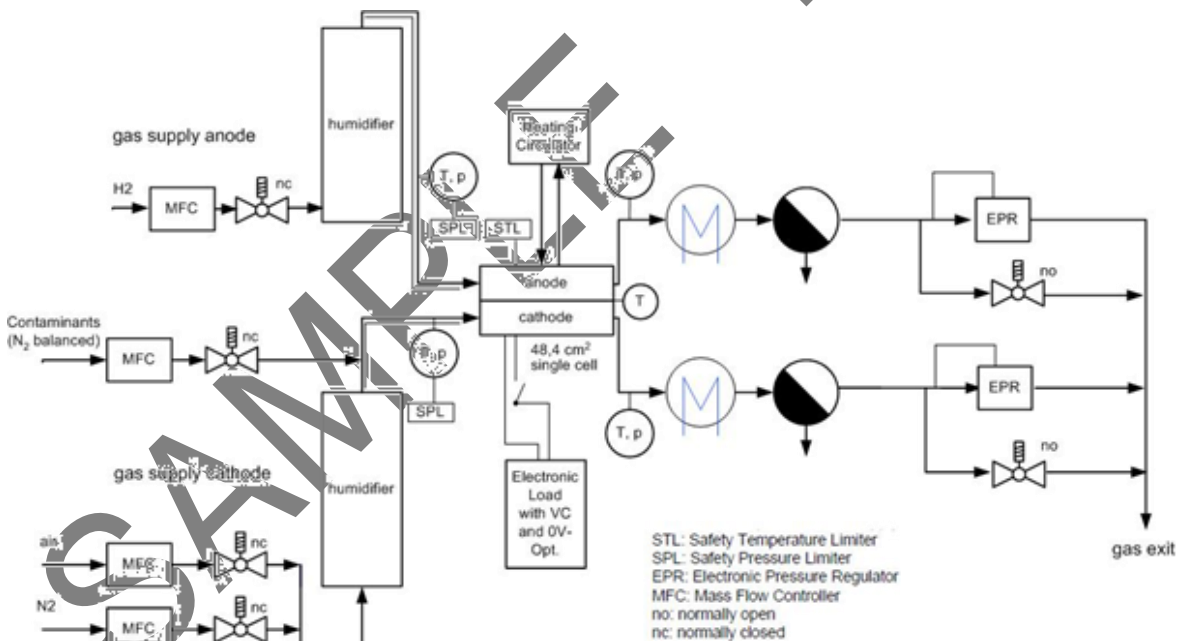 humidifier
gas supply anode
H2
MFC
nc
Heating
Circulator
T, p
T, p
SPL
STL
EPR
no
anode
cathode
T
Contaminants
(N₂ balanced)
MFC
nc
T, p
SPL
48,4 cm²
single cell
T, p
EPR
no
gas supply cathode
humidifier
Electronic
Load
with VC
and 0V-
Opt.
air
MFC
nc
N2
MFC
nc
STL: Safety Temperature Limiter
SPL: Safety Pressure Limiter
EPR: Electronic Pressure Regulator
MFC: Mass Flow Controller
no: normally open
nc: normally closed
gas exit
SAMPLE